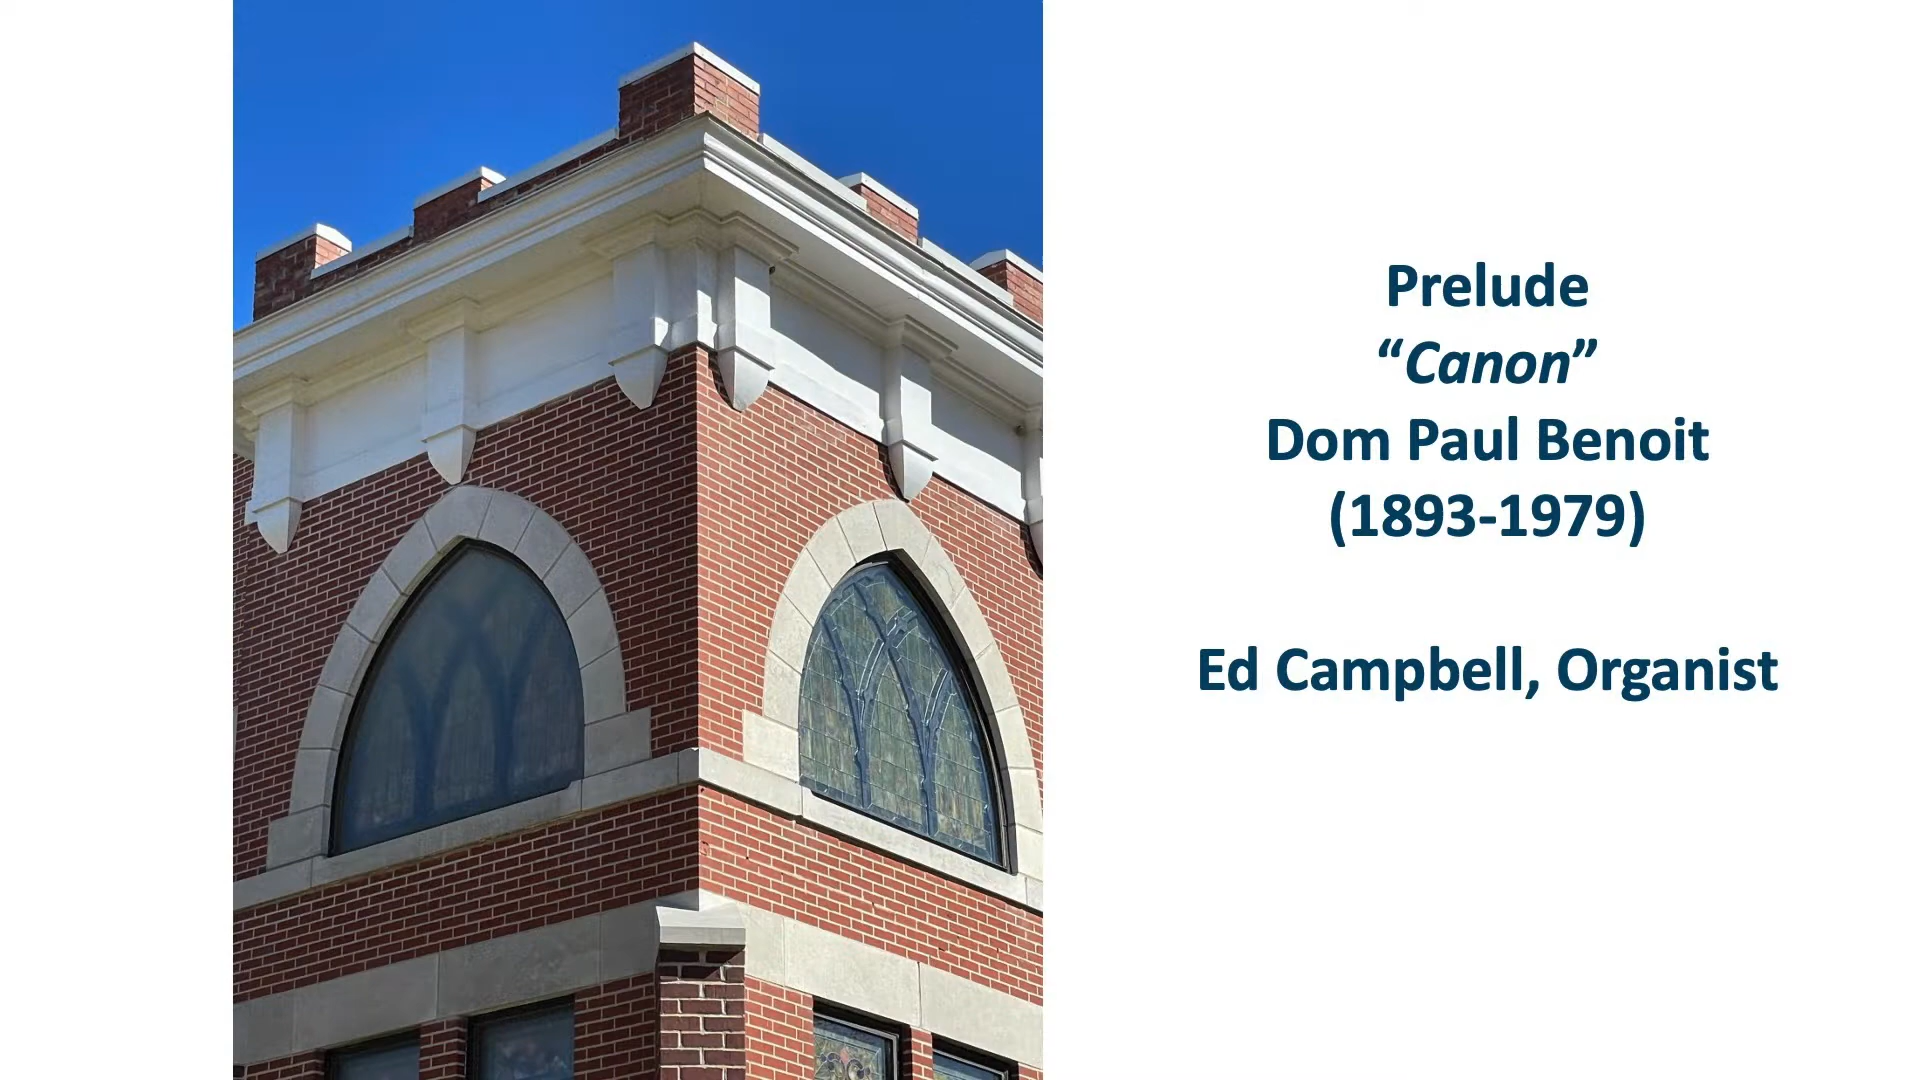 Prelude
“Canon”
Dom Paul Benoit
(1893-1979)
Ed Campbell, Organist